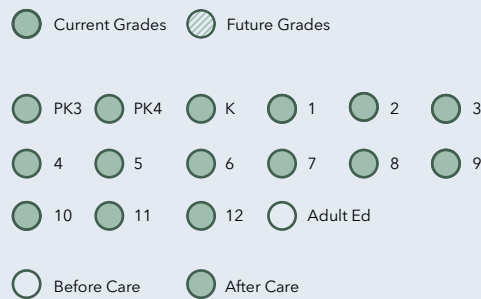 Current Grades Future Grades
PK3 PK4 K 1 2 3
4 5 6 7 8 9
10 11 12 Adult Ed
Before Care After Care